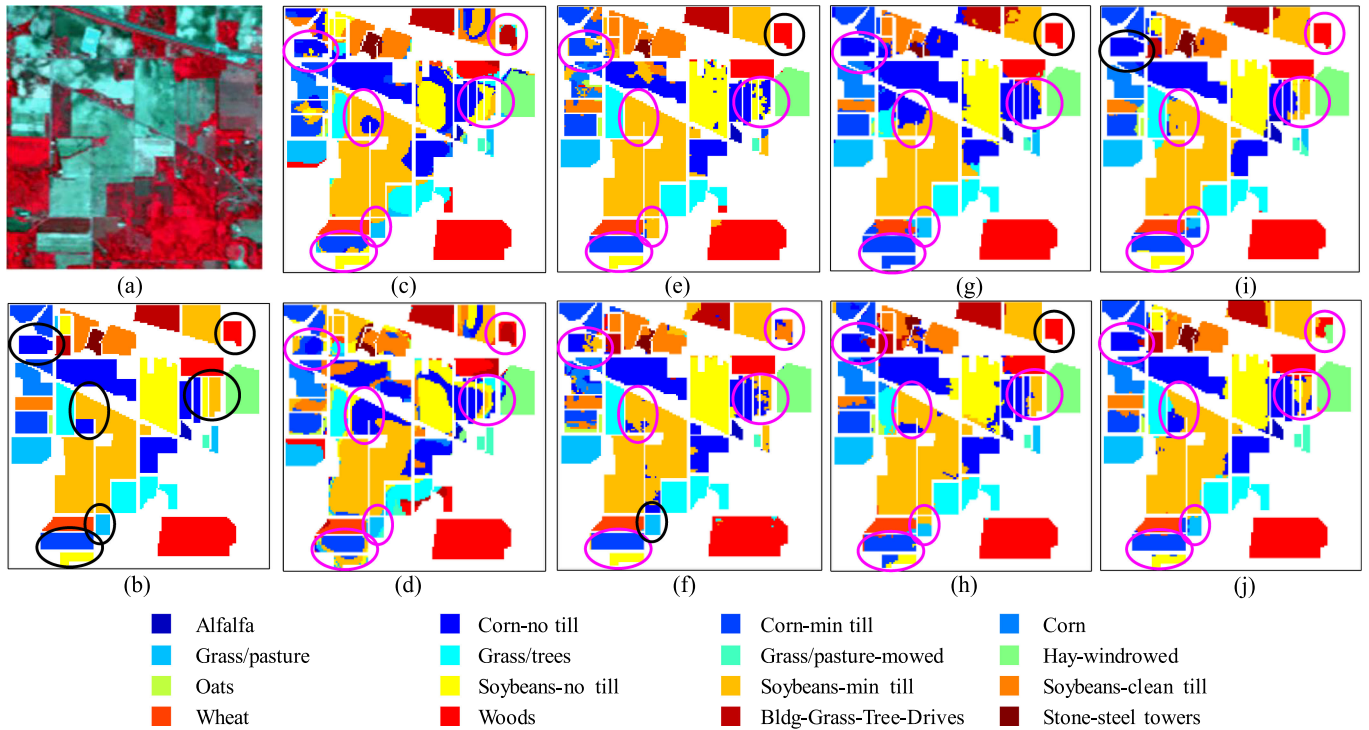 (a) (c) (e) (g) (i)
(b) (d) (f) (h) (j)
Alfalfa Corn-no till Corn-min till Corn
Grass/pasture Grass/trees Grass/pasture-mowed Hay-windrowed
Oats Soybeans-no till Soybeans-min till Soybeans-clean till
Wheat Woods Bldg-Grass-Tree-Drives Stone-steel towers